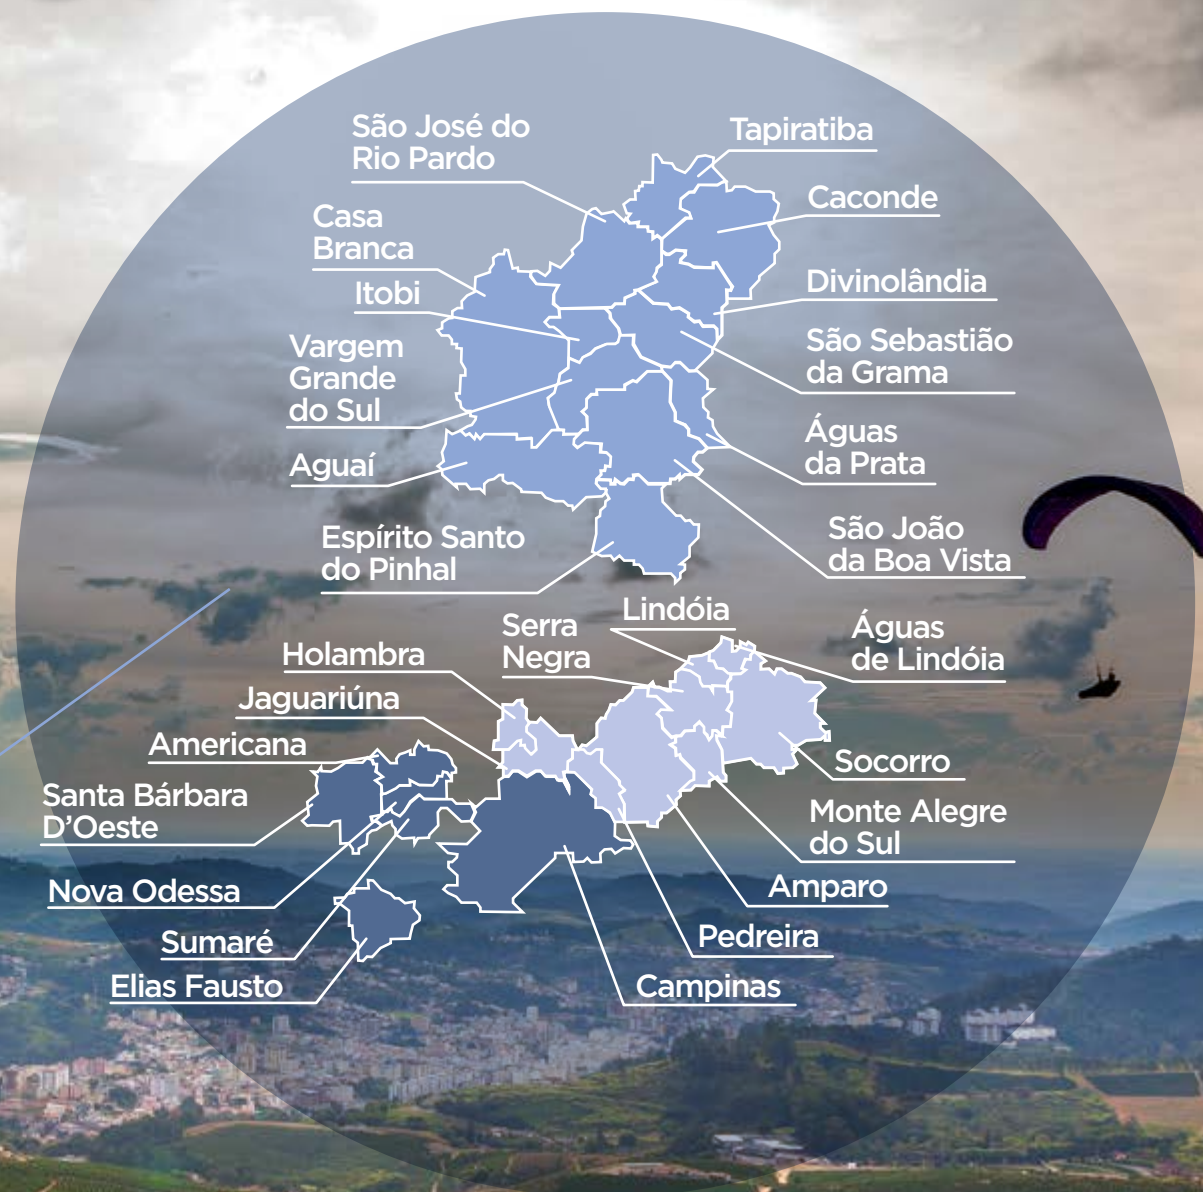 São José do
Rio Pardo
Tapiratiba
Caconde
Casa
Branca
Itobi
Divinolândia
Vargem
Grande
do Sul
São Sebastião
da Grama
Águas
da Prata
Aguaí
São João
da Boa Vista
Espírito Santo
do Pinhal
Lindóia
Serra
Negra
Águas
de Lindóia
Holambra
Jaguariúna
Americana
Socorro
Santa Bárbara
D'Oeste
Monte Alegre
do Sul
Amparo
Nova Odessa
Pedreira
Sumaré
Elias Fausto
Campinas